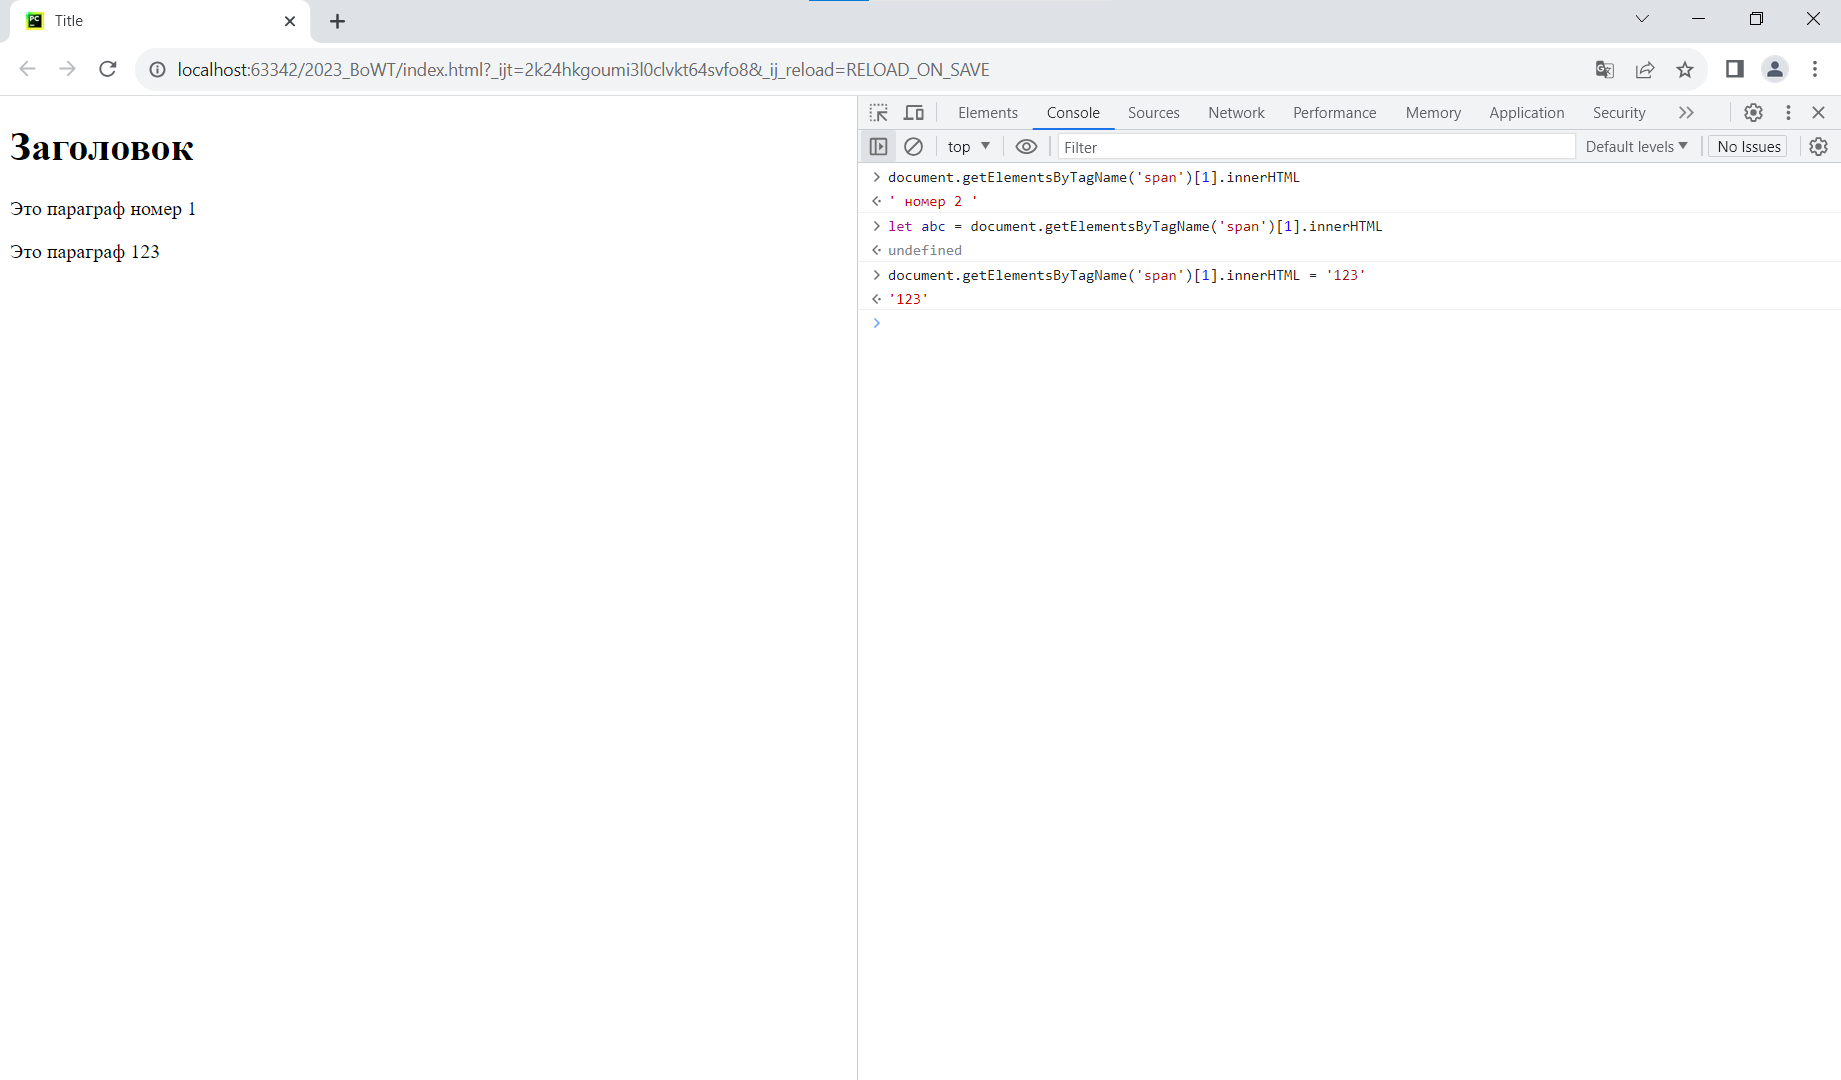 PC
Title
localhost:63342/2023_BoWT/index.html?_ijt=2k24hkgoumi3l0clvkt64svfo8&_ij_reload=RELOAD_ON_SAVE
Заголовок
Это параграф номер 1
Это параграф 123
Elements Console Sources Network Performance Memory Application Security
top Filter Default levels No Issues
document.getElementsByTagName('span')[1].innerHTML
' номер 2 '
let abc = document.getElementsByTagName('span')[1].innerHTML
undefined
document.getElementsByTagName('span')[1].innerHTML = '123'
'123'